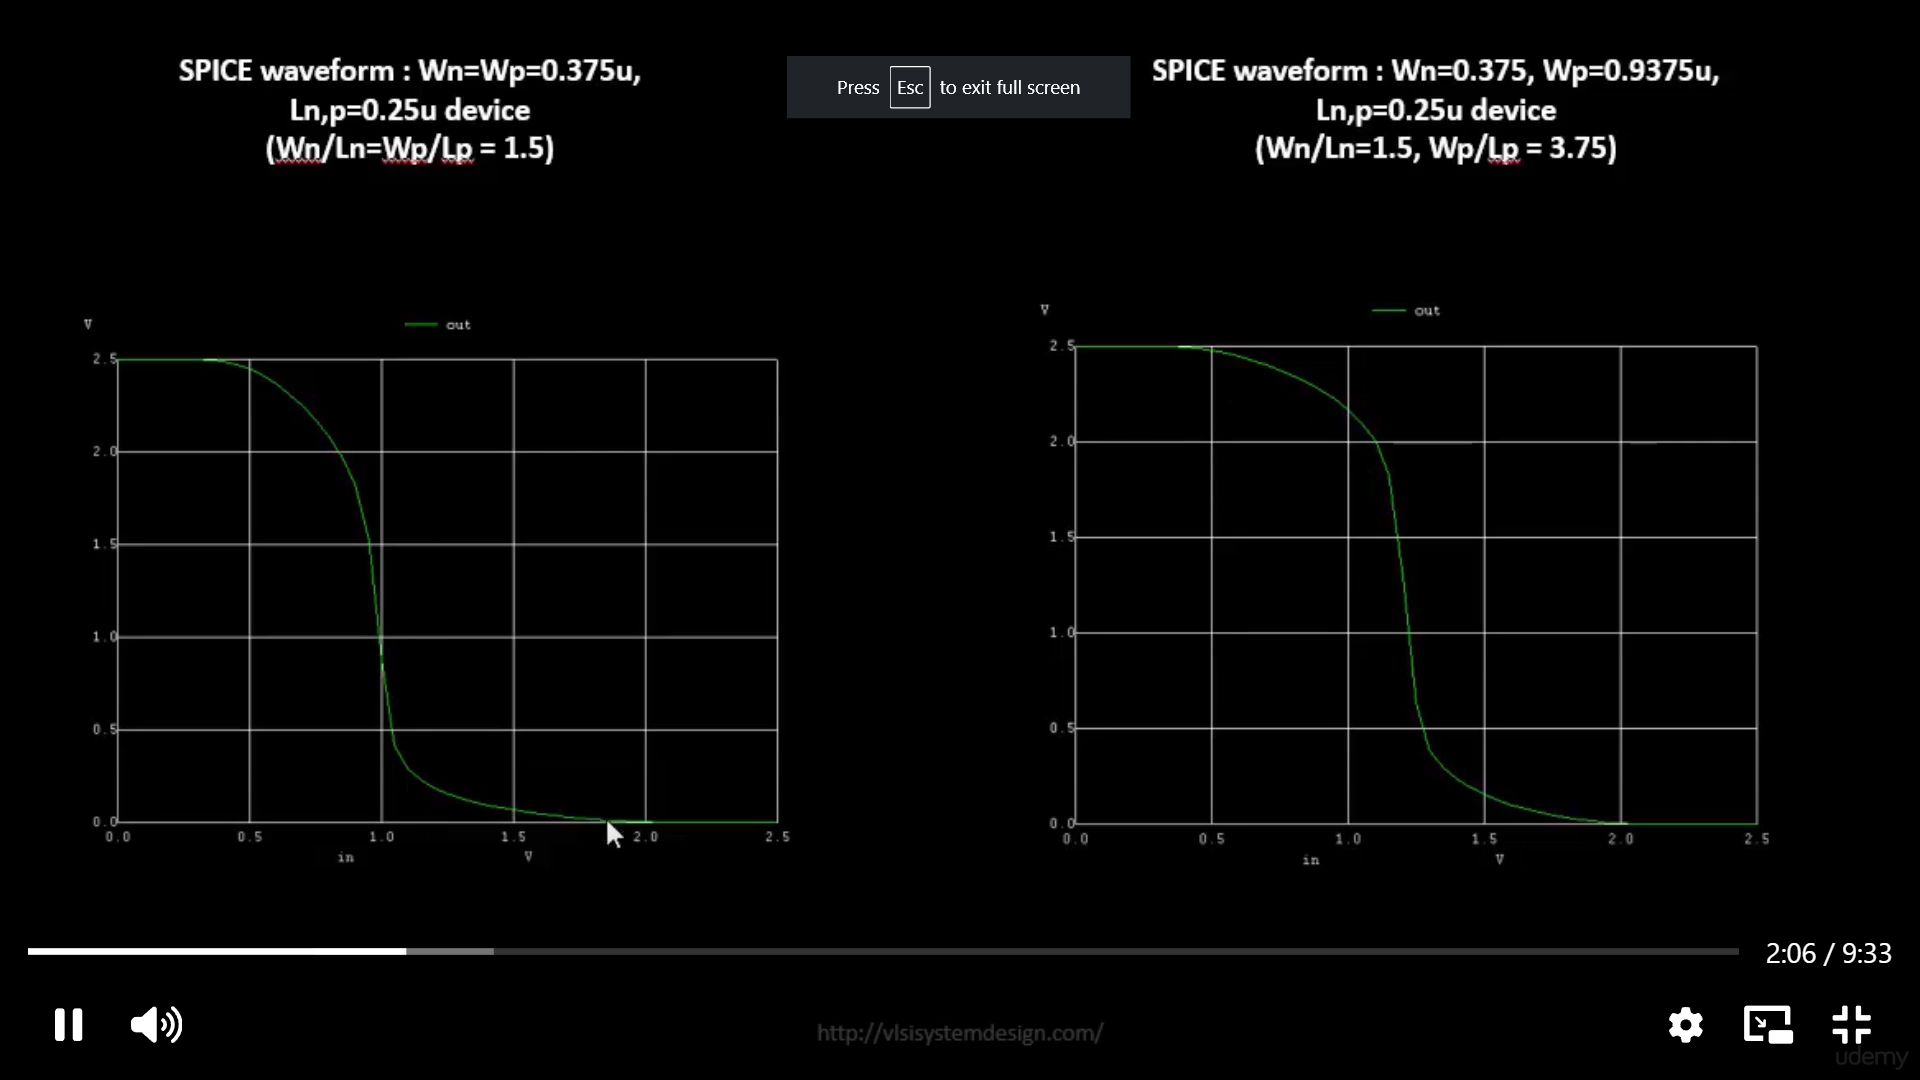 SPICE waveform : Wn=Wp=0.375u,
Ln,p=0.25u device
(Wn/Ln=Wp/Lp = 1.5)
Press Esc to exit full screen
SPICE waveform : Wn=0.375, Wp=0.9375u,
Ln,p=0.25u device
(Wn/Ln=1.5, Wp/Lp = 3.75)
V
out
2.5
2.0
1.5
1.0
0.5
0.0
0.0 0.5 1.0 1.5 2.0 2.5
in V
V
out
2.5
2.0
1.5
1.0
0.5
0.0
0.0 0.5 1.0 1.5 2.0 2.5
in V
2:06 / 9:33
http://vlsisystemdesign.com/
udemy